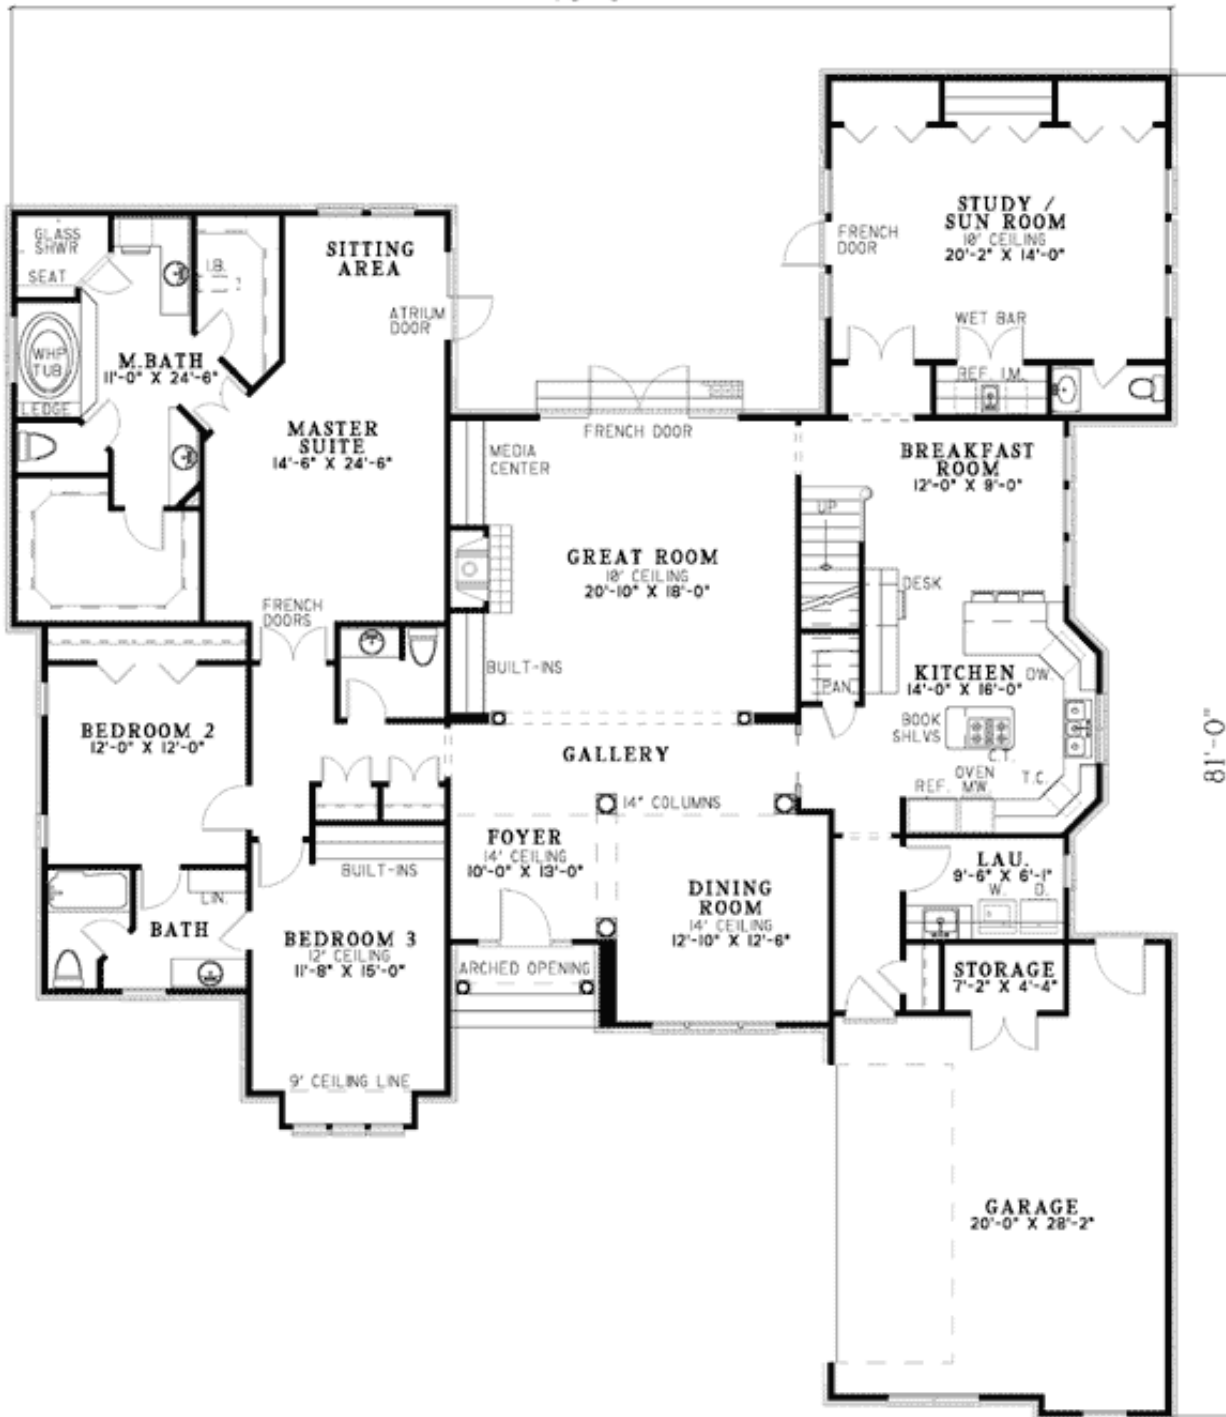 GLASS
SHWR
SEAT
WHP
TUB
LEDGE
M.BATH
11'-0" X 24'-6"
I.B.
SITTING
AREA
ATRIUM
DOOR
MASTER
SUITE
14'-6" X 24'-6"
FRENCH
DOORS
FRENCH
DOOR
STUDY /
SUN ROOM
10' CEILING
20'-2" X 14'-0"
WET BAR
REF. I.M.
FRENCH DOOR
MEDIA
CENTER
GREAT ROOM
10' CEILING
20'-10" X 18'-0"
BUILT-INS
BREAKFAST
ROOM
12'-0" X 9'-0"
UP
DESK
KITCHEN
14'-0" X 16'-0"
DW.
PAN.
BOOK
SHLVS
C.T.
T.C.
REF.
OVEN
MW.
BEDROOM 2
12'-0" X 12'-0"
GALLERY
14" COLUMNS
FOYER
14' CEILING
10'-0" X 13'-0"
DINING
ROOM
14' CEILING
12'-10" X 12'-6"
LAU.
9'-6" X 6'-1"
W.
D.
BUILT-INS
LIN.
BATH
BEDROOM 3
12' CEILING
11'-8" X 15'-0"
9' CEILING LINE
ARCHED OPENING
STORAGE
7'-2" X 4'-4"
GARAGE
20'-0" X 28'-2"
81'-0"